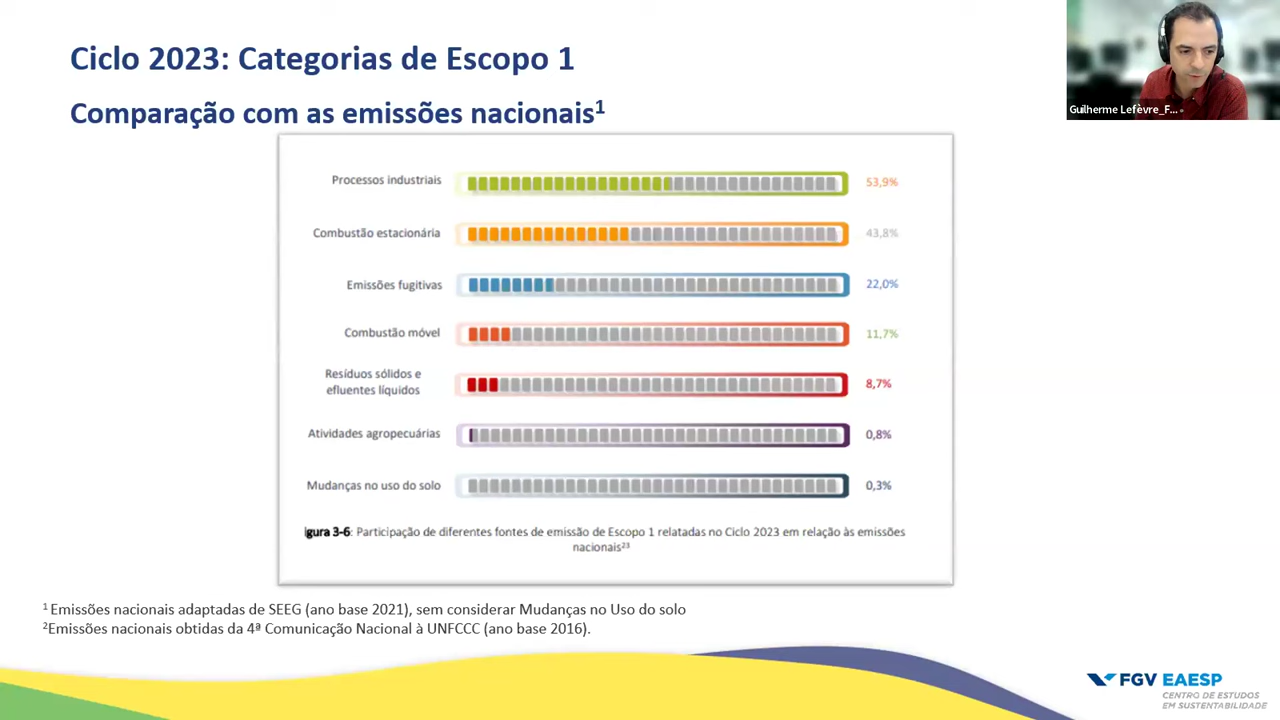 Ciclo 2023: Categorias de Escopo 1
Comparação com as emissões nacionais¹
Guilherme Lefèvre_F...
Processos industriais
53,9%
Combustão estacionária
43,8%
Emissões fugitivas
22,0%
Combustão móvel
11,7%
Resíduos sólidos e
efluentes líquidos
8,7%
Atividades agropecuárias
0,8%
Mudanças no uso do solo
0,3%
igura 3-6: Participação de diferentes fontes de emissão de Escopo 1 relatadas no Ciclo 2023 em relação às emissões
nacionais²³
¹ Emissões nacionais adaptadas de SEEG (ano base 2021), sem considerar Mudanças no Uso do solo
²Emissões nacionais obtidas da 4ª Comunicação Nacional à UNFCCC (ano base 2016).
FGV EAESP
CENTRO DE ESTUDOS
EM SUSTENTABILIDADE